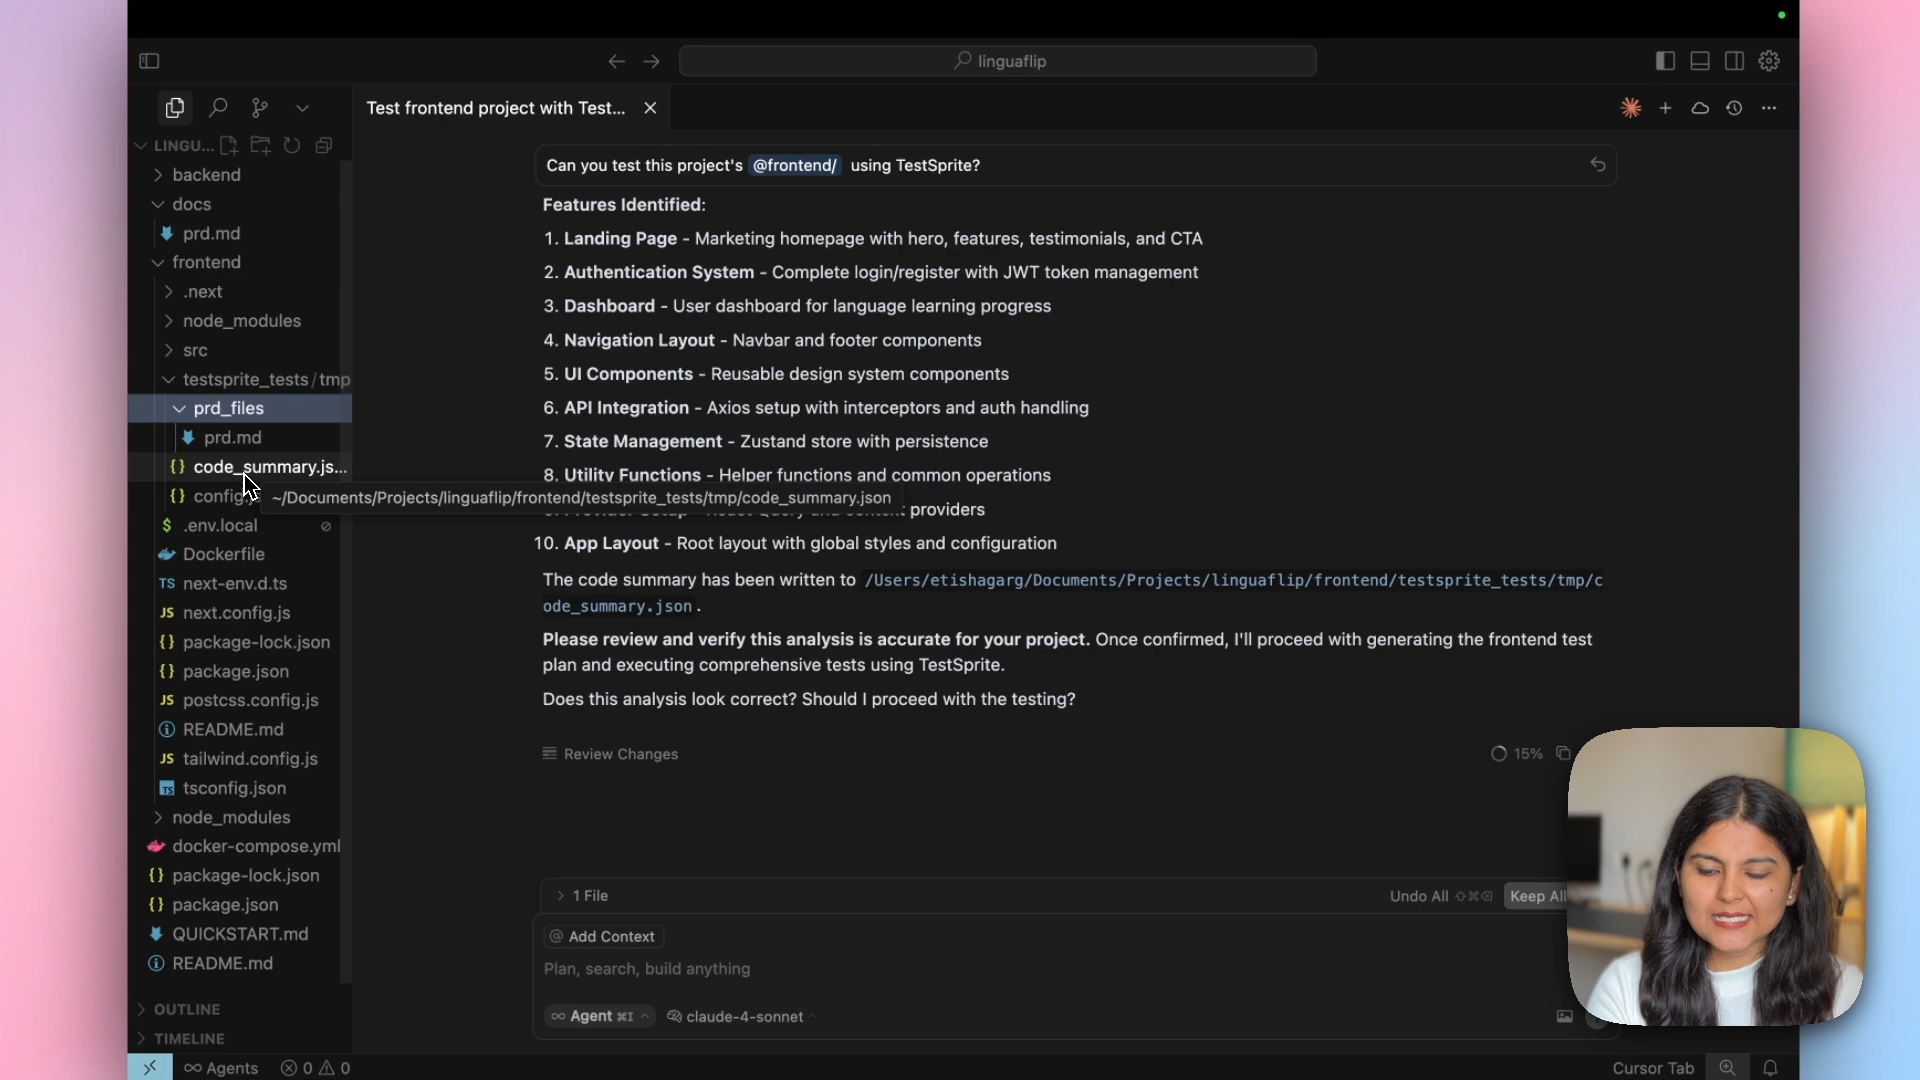 linguaflip
Test frontend project with Test...
LINGU...
backend
docs
prd.md
frontend
.next
node_modules
src
testsprite_tests/tmp
prd_files
prd.md
code_summary.js...
config.
.env.local
Dockerfile
next-env.d.ts
next.config.js
package-lock.json
package.json
postcss.config.js
README.md
tailwind.config.js
tsconfig.json
node_modules
docker-compose.yml
package-lock.json
package.json
QUICKSTART.md
README.md
OUTLINE
TIMELINE
~/Documents/Projects/linguaflip/frontend/testsprite_tests/tmp/code_summary.json
Can you test this project's @frontend/ using TestSprite?
Features Identified:
1. Landing Page - Marketing homepage with hero, features, testimonials, and CTA
2. Authentication System - Complete login/register with JWT token management
3. Dashboard - User dashboard for language learning progress
4. Navigation Layout - Navbar and footer components
5. UI Components - Reusable design system components
6. API Integration - Axios setup with interceptors and auth handling
7. State Management - Zustand store with persistence
8. Utility Functions - Helper functions and common operations
providers
10. App Layout - Root layout with global styles and configuration
The code summary has been written to /Users/etishagarg/Documents/Projects/linguaflip/frontend/testsprite_tests/tmp/c
ode_summary.json.
Please review and verify this analysis is accurate for your project. Once confirmed, I'll proceed with generating the frontend test
plan and executing comprehensive tests using TestSprite.
Does this analysis look correct? Should I proceed with the testing?
Review Changes 15%
1 File Undo All ⇧⌘⌫ Keep All
@ Add Context
Plan, search, build anything
∞ Agent ⌘I claude-4-sonnet
∞ Agents 0 0 Cursor Tab